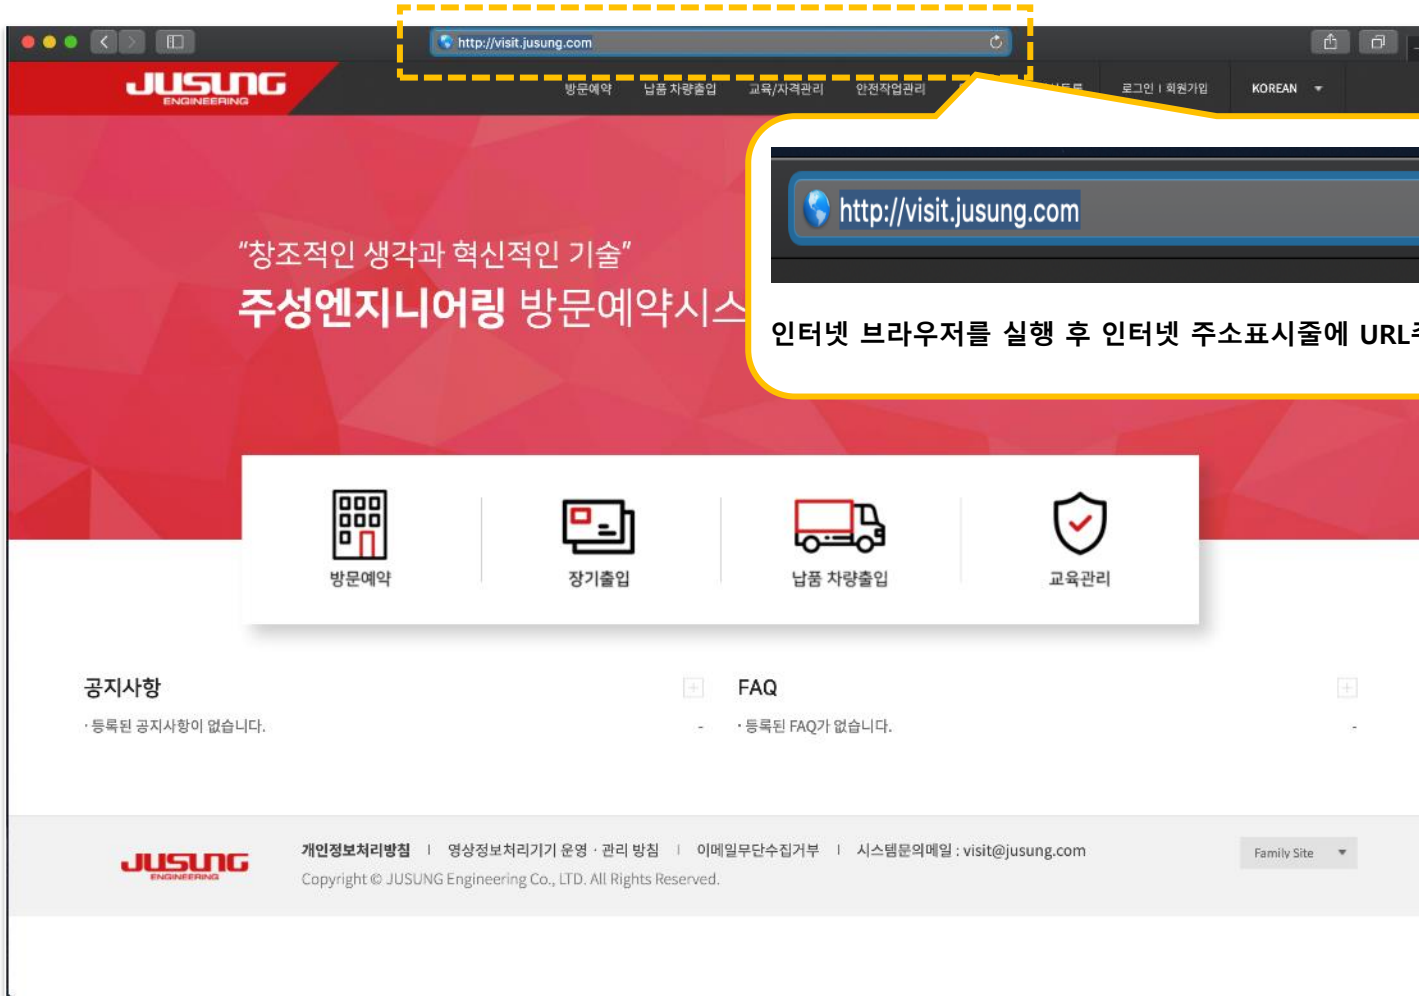 http://visit.jusung.com
JUSUNG
ENGINEERING
방문예약 납품 차량출입 교육/자격관리 안전작업관리 로그인 | 회원가입 KOREAN
http://visit.jusung.com
"창조적인 생각과 혁신적인 기술"
주성엔지니어링 방문예약시스
인터넷 브라우저를 실행 후 인터넷 주소표시줄에 URL
방문예약 장기출입 납품 차량출입 교육관리
공지사항
· 등록된 공지사항이 없습니다. -
FAQ
· 등록된 FAQ가 없습니다. -
JUSUNG
ENGINEERING
개인정보처리방침 | 영상정보처리기기 운영 · 관리 방침 | 이메일무단수집거부 | 시스템문의메일 : visit@jusung.com
Copyright © JUSUNG Engineering Co., LTD. All Rights Reserved.
Family Site